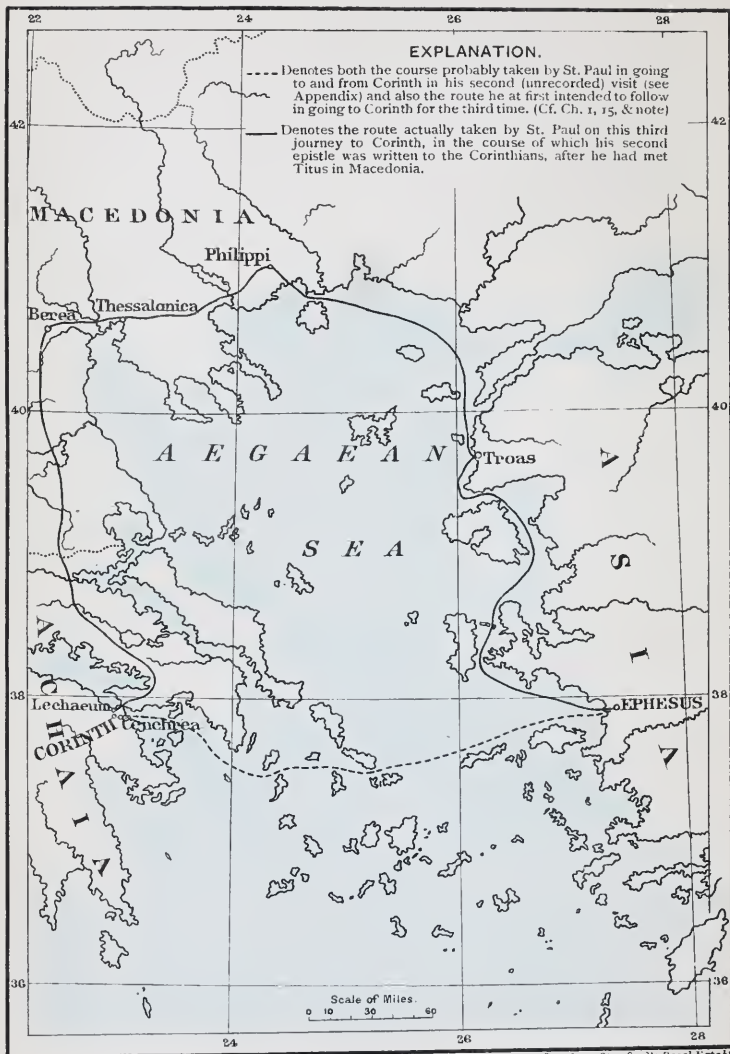 22
24
26
28
EXPLANATION.
Denotes both the course probably taken by St. Paul in going
to and from Corinth in his second (unrecorded) visit (see
Appendix) and also the route he at first intended to follow
in going to Corinth for the third time. (Cf. Ch. 1, 15, & note)
Denotes the route actually taken by St. Paul on this third
journey to Corinth, in the course of which his second
epistle was written to the Corinthians, after he had met
Titus in Macedonia.
42
42
MACEDONIA
Philippi
Thessalonica
Berea
40
40
AEGAEAN
Troas
SEA
ASIA
ACHAIA
38
38
Lechaeum
EPHESUS
CORINTH
Cenchrea
36
36
Scale of Miles.
0 10 30 60
24
26
28